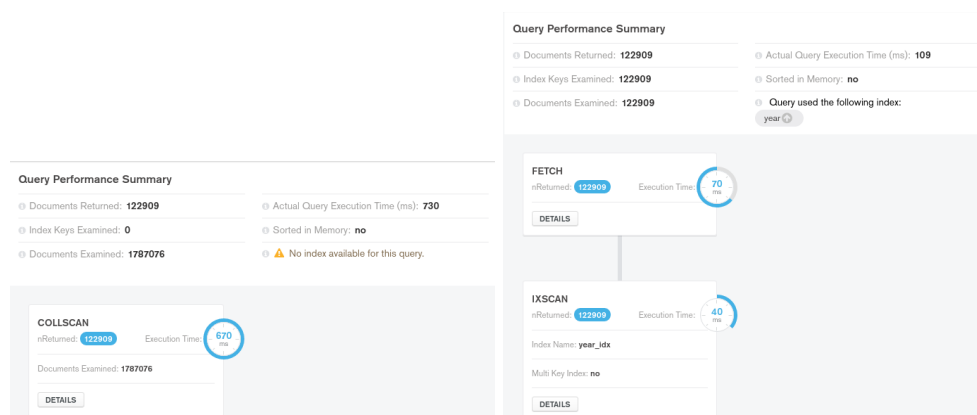 Query Performance Summary
Documents Returned: 122909
Actual Query Execution Time (ms): 730
Index Keys Examined: 0
Sorted in Memory: no
Documents Examined: 1787076
No index available for this query.
COLLSCAN
nReturned: 122909
Execution Time:
670
ms
Documents Examined: 1787076
DETAILS
Query Performance Summary
Documents Returned: 122909
Actual Query Execution Time (ms): 109
Index Keys Examined: 122909
Sorted in Memory: no
Documents Examined: 122909
Query used the following index:
year
FETCH
nReturned: 122909
Execution Time:
70
ms
DETAILS
IXSCAN
nReturned: 122909
Execution Time:
40
ms
Index Name: year_idx
Multi Key Index: no
DETAILS